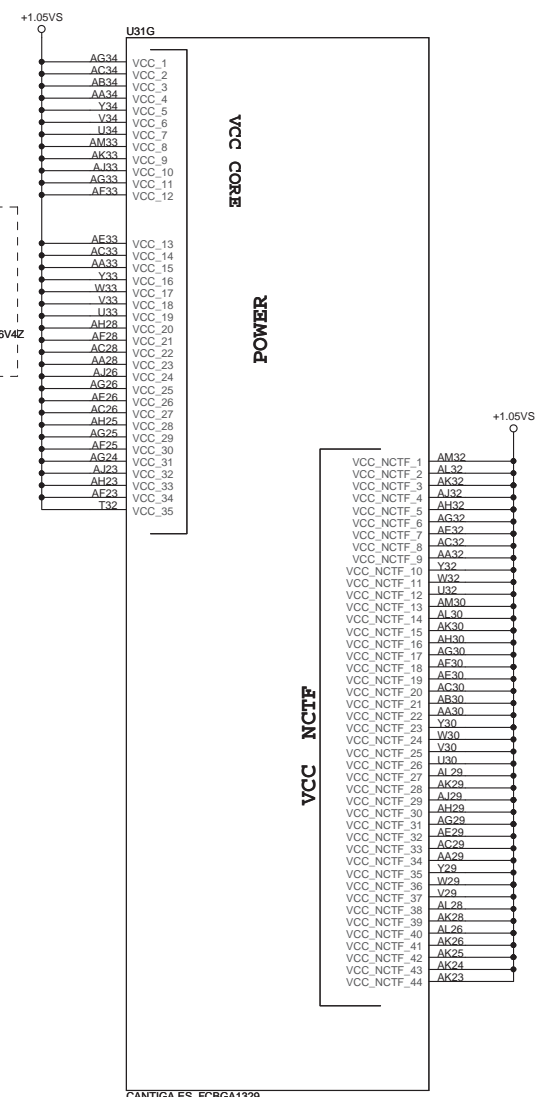 +1.05VS
U31G
AG34 VCC_1
AC34 VCC_2
AB34 VCC_3
AA34 VCC_4
Y34 VCC_5
V34 VCC_6
U34 VCC_7
AM33 VCC_8
AK33 VCC_9
AJ33 VCC_10
AG33 VCC_11
AF33 VCC_12
AE33 VCC_13
AC33 VCC_14
AA33 VCC_15
Y33 VCC_16
W33 VCC_17
V33 VCC_18
U33 VCC_19
AH28 VCC_20
AF28 VCC_21
AC28 VCC_22
AA28 VCC_23
AJ26 VCC_24
AG26 VCC_25
AE26 VCC_26
AC26 VCC_27
AH25 VCC_28
AG25 VCC_29
AF25 VCC_30
AG24 VCC_31
AJ23 VCC_32
AH23 VCC_33
AF23 VCC_34
T32 VCC_35
6V4Z
VCC CORE
POWER
+1.05VS
VCC NCTF
VCC_NCTF_1 AM32
VCC_NCTF_2 AL32
VCC_NCTF_3 AK32
VCC_NCTF_4 AJ32
VCC_NCTF_5 AH32
VCC_NCTF_6 AG32
VCC_NCTF_7 AE32
VCC_NCTF_8 AC32
VCC_NCTF_9 AA32
VCC_NCTF_10 Y32
VCC_NCTF_11 W32
VCC_NCTF_12 U32
VCC_NCTF_13 AM30
VCC_NCTF_14 AL30
VCC_NCTF_15 AK30
VCC_NCTF_16 AH30
VCC_NCTF_17 AG30
VCC_NCTF_18 AF30
VCC_NCTF_19 AE30
VCC_NCTF_20 AC30
VCC_NCTF_21 AB30
VCC_NCTF_22 AA30
VCC_NCTF_23 Y30
VCC_NCTF_24 W30
VCC_NCTF_25 V30
VCC_NCTF_26 U30
VCC_NCTF_27 AL29
VCC_NCTF_28 AK29
VCC_NCTF_29 AJ29
VCC_NCTF_30 AH29
VCC_NCTF_31 AG29
VCC_NCTF_32 AE29
VCC_NCTF_33 AC29
VCC_NCTF_34 AA29
VCC_NCTF_35 Y29
VCC_NCTF_36 W29
VCC_NCTF_37 V29
VCC_NCTF_38 AL28
VCC_NCTF_39 AK28
VCC_NCTF_40 AL26
VCC_NCTF_41 AK26
VCC_NCTF_42 AK25
VCC_NCTF_43 AK24
VCC_NCTF_44 AK23
CANTIGA ES_FCBGA1329